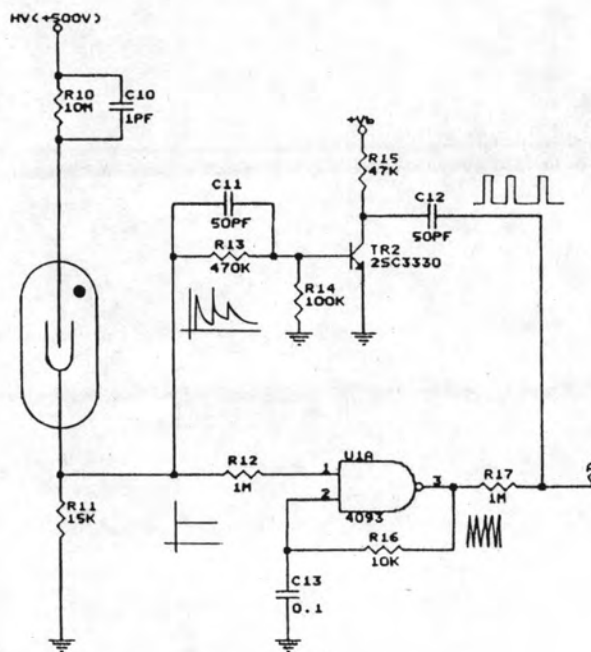 HV(+500V)
R10
10M
C10
1PF
+Vb
R15
47K
C11
50PF
C12
50PF
R13
470K
TR2
2SC3330
R14
100K
R12
1M
1
U1A
3
R17
1M
2
4093
R11
15K
R16
10K
C13
0.1